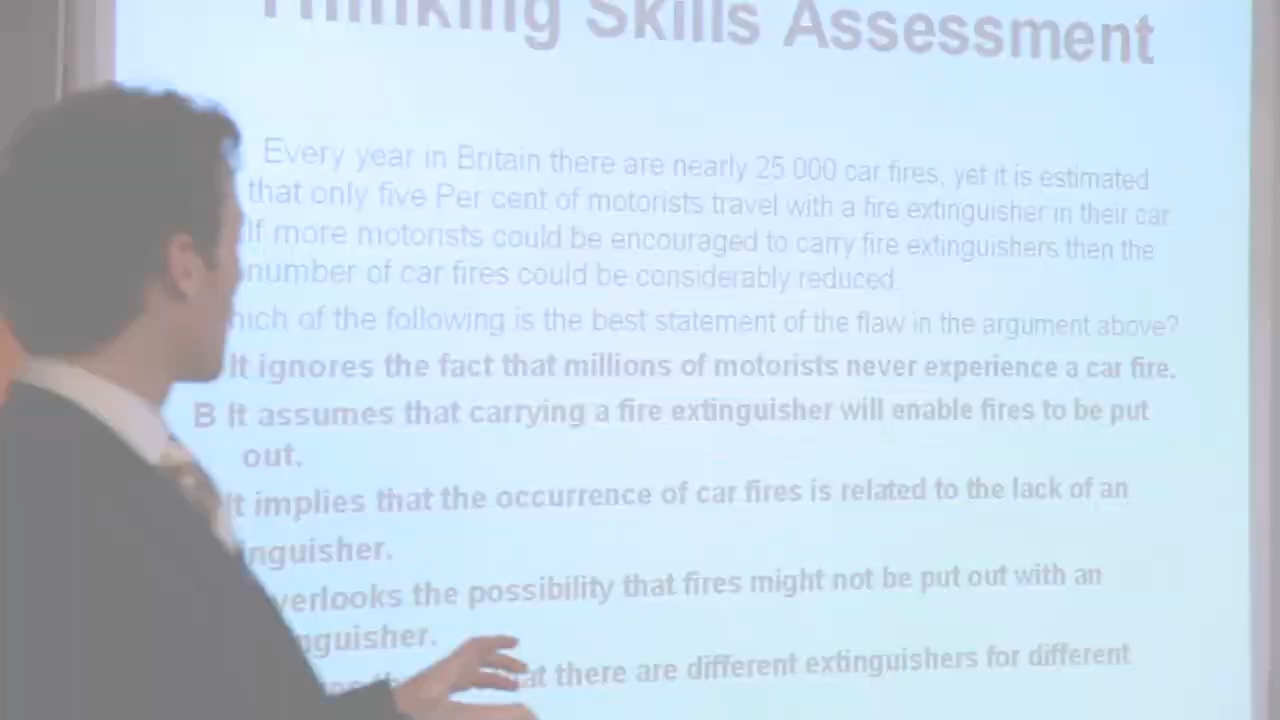 Thinking Skills Assessment
Every year in Britain there are nearly 25 000 car fires, yet it is estimated
that only five Per cent of motorists travel with a fire extinguisher in their car
If more motorists could be encouraged to carry fire extinguishers then the
number of car fires could be considerably reduced.
hich of the following is the best statement of the flaw in the argument above?
It ignores the fact that millions of motorists never experience a car fire.
B It assumes that carrying a fire extinguisher will enable fires to be put
out.
It implies that the occurrence of car fires is related to the lack of an
nguisher.
verlooks the possibility that fires might not be put out with an
nguisher.
at there are different extinguishers for different